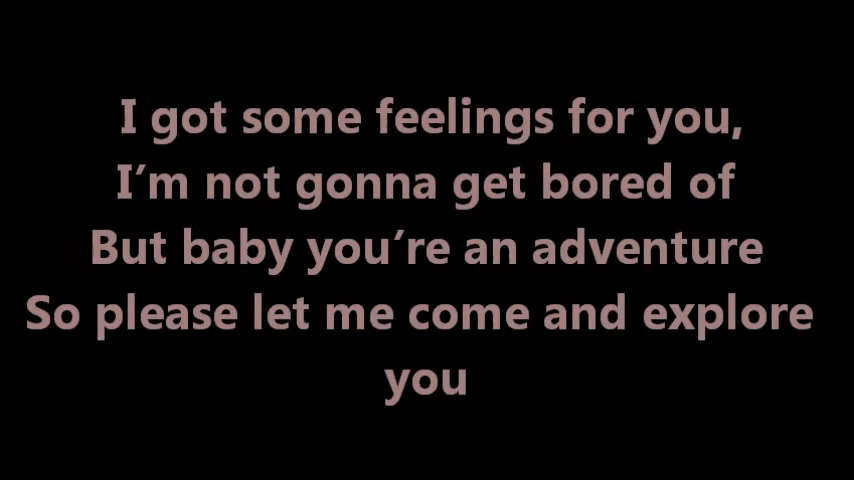 I got some feelings for you,
I’m not gonna get bored of
But baby you’re an adventure
So please let me come and explore
you